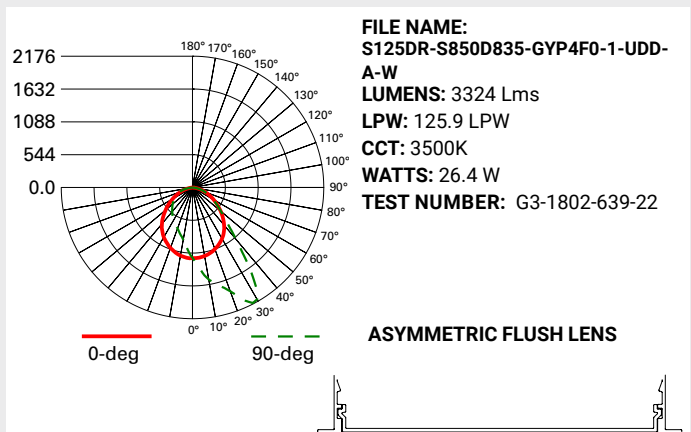 2176
1632
1088
544
0.0
180° 170° 160° 150° 140° 130° 120° 110° 100° 90° 80° 70° 60° 50° 40° 30° 20° 10° 0°
0-deg
90-deg
FILE NAME:
S125DR-S850D835-GYP4F0-1-UDD-
A-W
LUMENS: 3324 Lms
LPW: 125.9 LPW
CCT: 3500K
WATTS: 26.4 W
TEST NUMBER: G3-1802-639-22
ASYMMETRIC FLUSH LENS